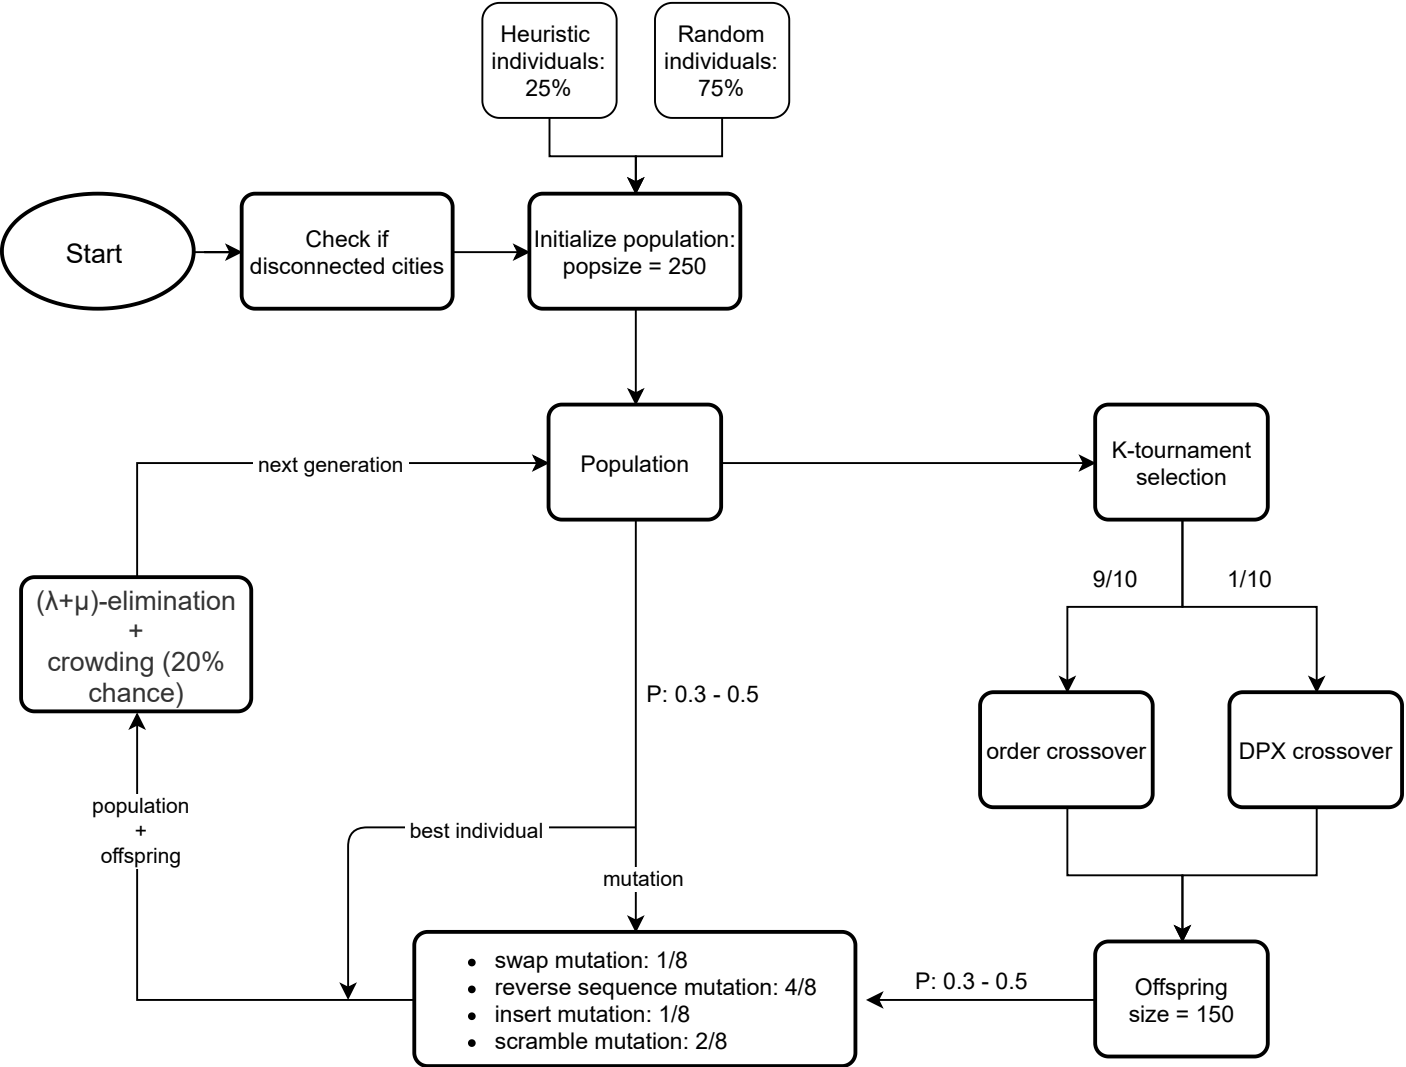 Heuristic
individuals:
25%
Random
individuals:
75%
Start
Check if
disconnected cities
Initialize population:
popsize = 250
next generation
Population
K-tournament
selection
(λ+μ)-elimination
+
crowding (20%
chance)
9/10
1/10
P: 0.3 - 0.5
order crossover
DPX crossover
population
+
offspring
best individual
mutation
• swap mutation: 1/8
• reverse sequence mutation: 4/8
• insert mutation: 1/8
• scramble mutation: 2/8
P: 0.3 - 0.5
Offspring
size = 150